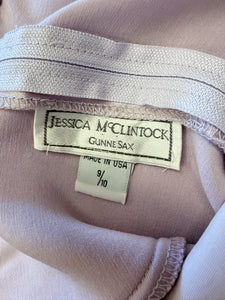 JESSICA McCLINTOCK
GUNNE SAX
MADE IN USA
9/10